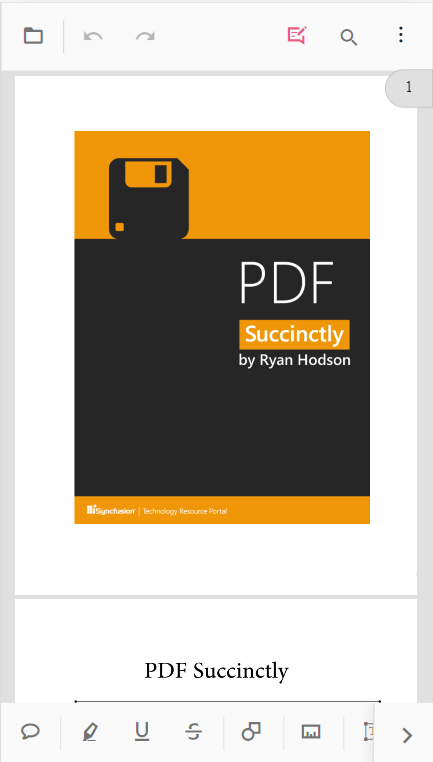 1
PDF
Succinctly
by Ryan Hodson
Syncfusion | Technology Resource Portal
PDF Succinctly